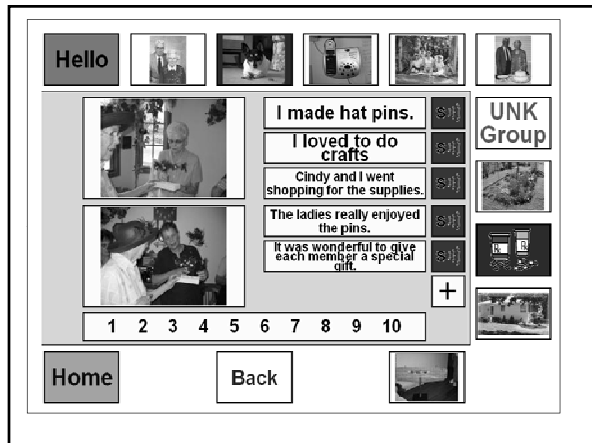 Hello
I made hat pins.
UNK
Group
I loved to do
crafts
Cindy and I went
shopping for the supplies.
The ladies really enjoyed
the pins.
It was wonderful to give
each member a special
gift.
+
1 2 3 4 5 6 7 8 9 10
Home
Back